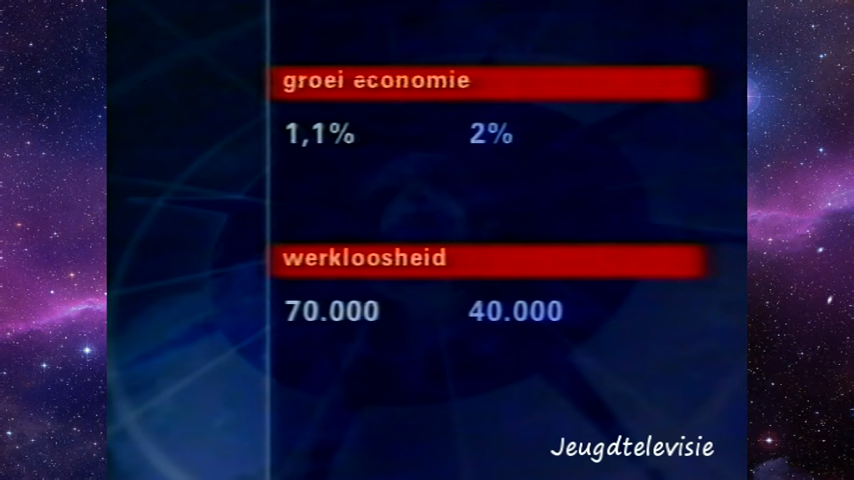 groei economie
1,1% 2%
werkloosheid
70.000 40.000
Jeugdtelevisie